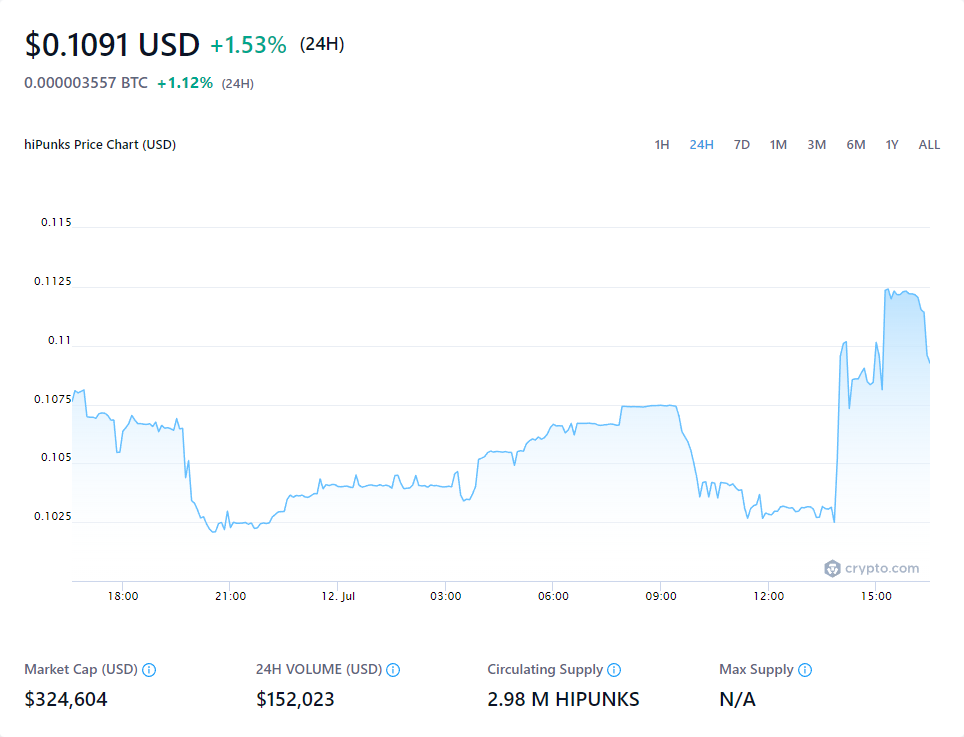 $0.1091 USD +1.53% (24H)
0.000003557 BTC +1.12% (24H)
hiPunks Price Chart (USD) 1H 24H 7D 1M 3M 6M 1Y ALL
0.115
0.1125
0.11
0.1075
0.105
0.1025
crypto.com
18:00 21:00 12. Jul 03:00 06:00 09:00 12:00 15:00
Market Cap (USD) 24H VOLUME (USD) Circulating Supply Max Supply
$324,604 $152,023 2.98 M HIPUNKS N/A